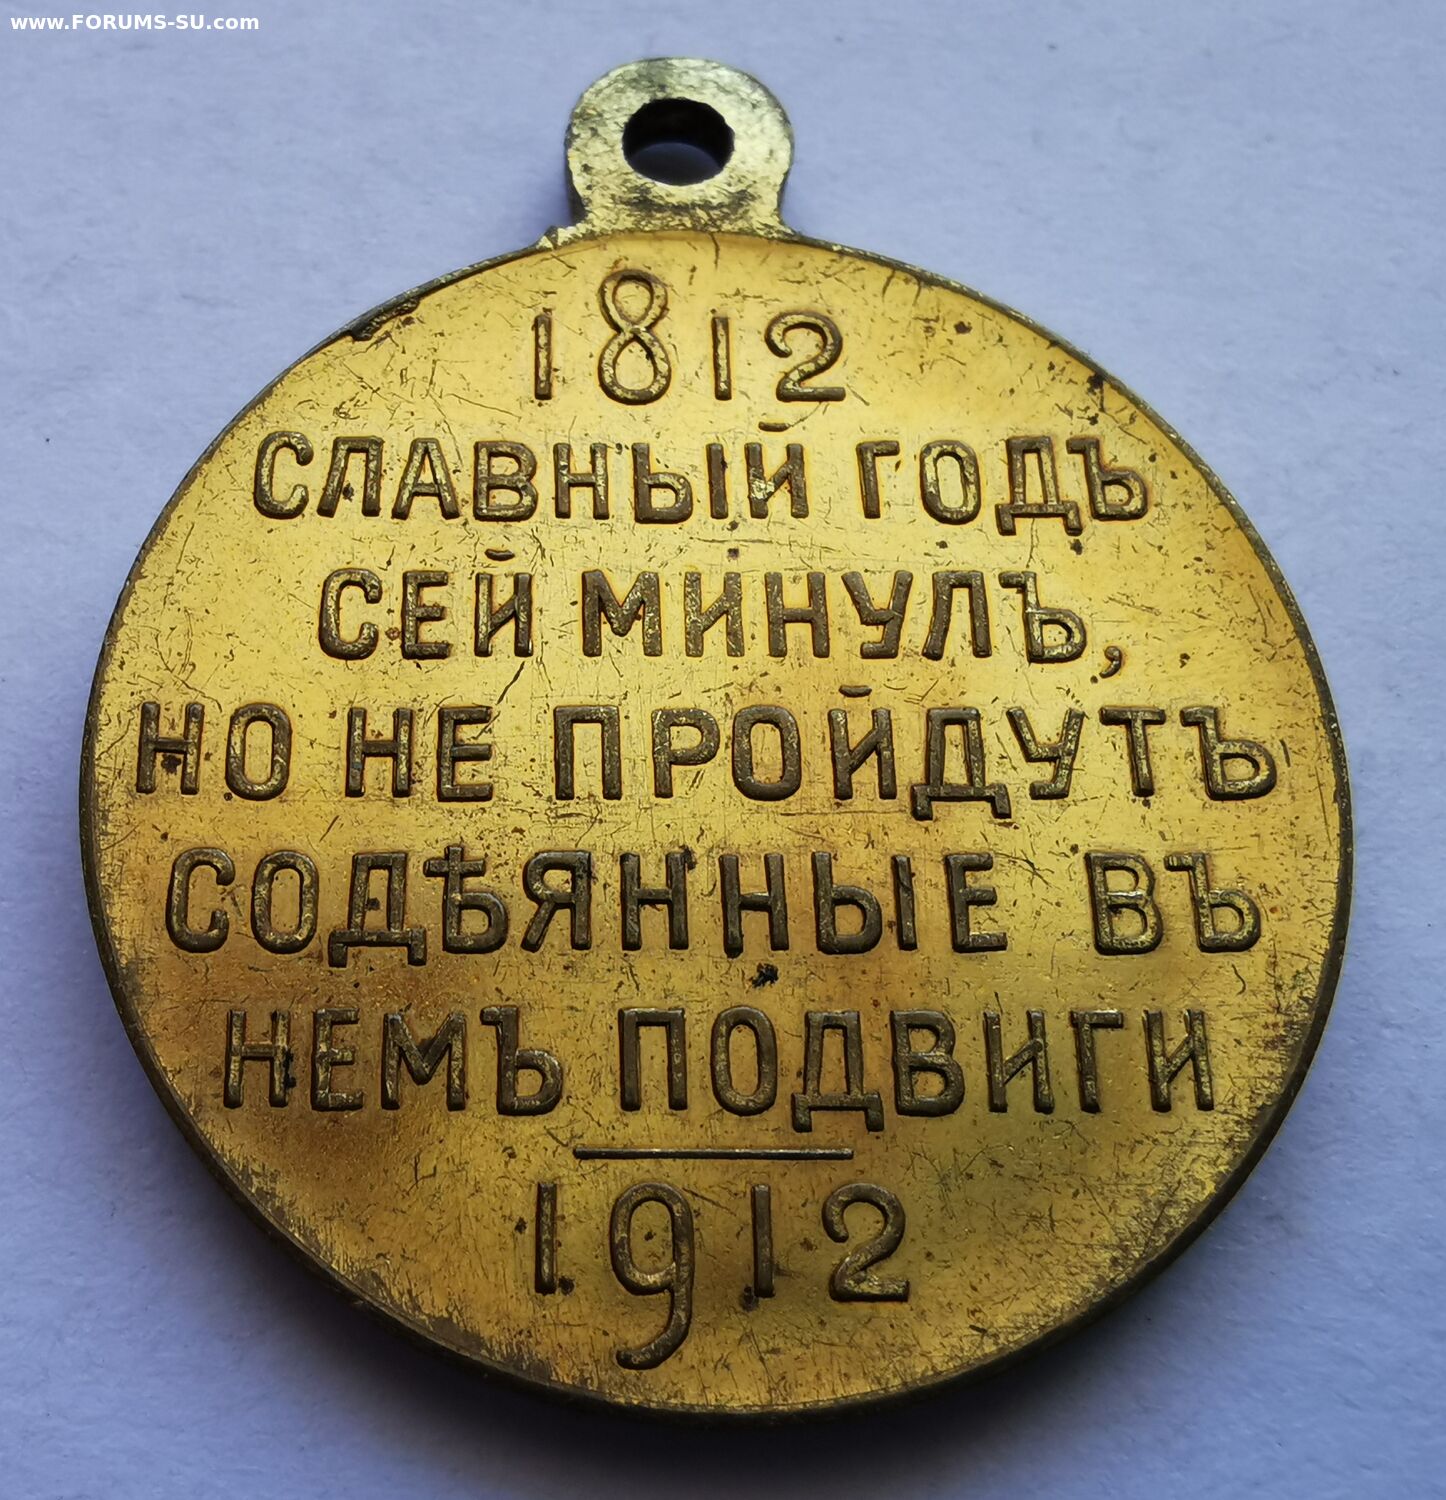 www.FORUMS-SU.com
1812
СЛАВНЫЙ ГОДЪ
СЕЙ МИНУЛЪ,
НО НЕ ПРОЙДУТЪ
СОДѢЯННЫЕ ВЪ
НЕМЪ ПОДВИГИ
1912